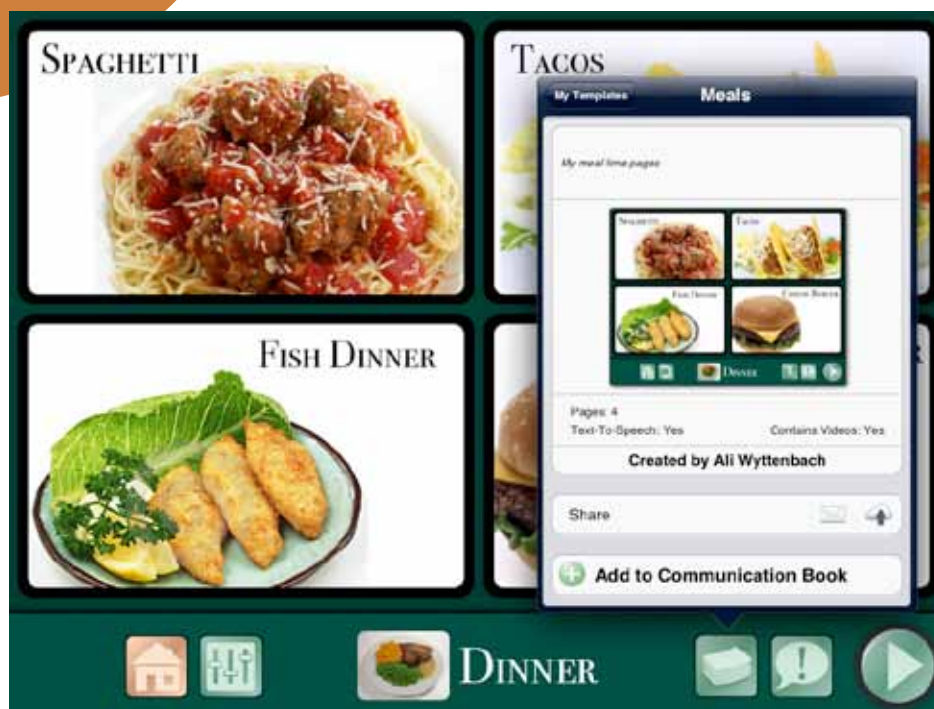 SPAGHETTI
TACOS
My Templates
Meals
My meal time pages
SPAGHETTI
TACOS
FISH DINNER
CHEESE BURGER
DINNER
Pages: 4
Text-To-Speech: Yes
Contains Videos: Yes
Created by Ali Wyttenbach
Share
Add to Communication Book
FISH DINNER
DINNER